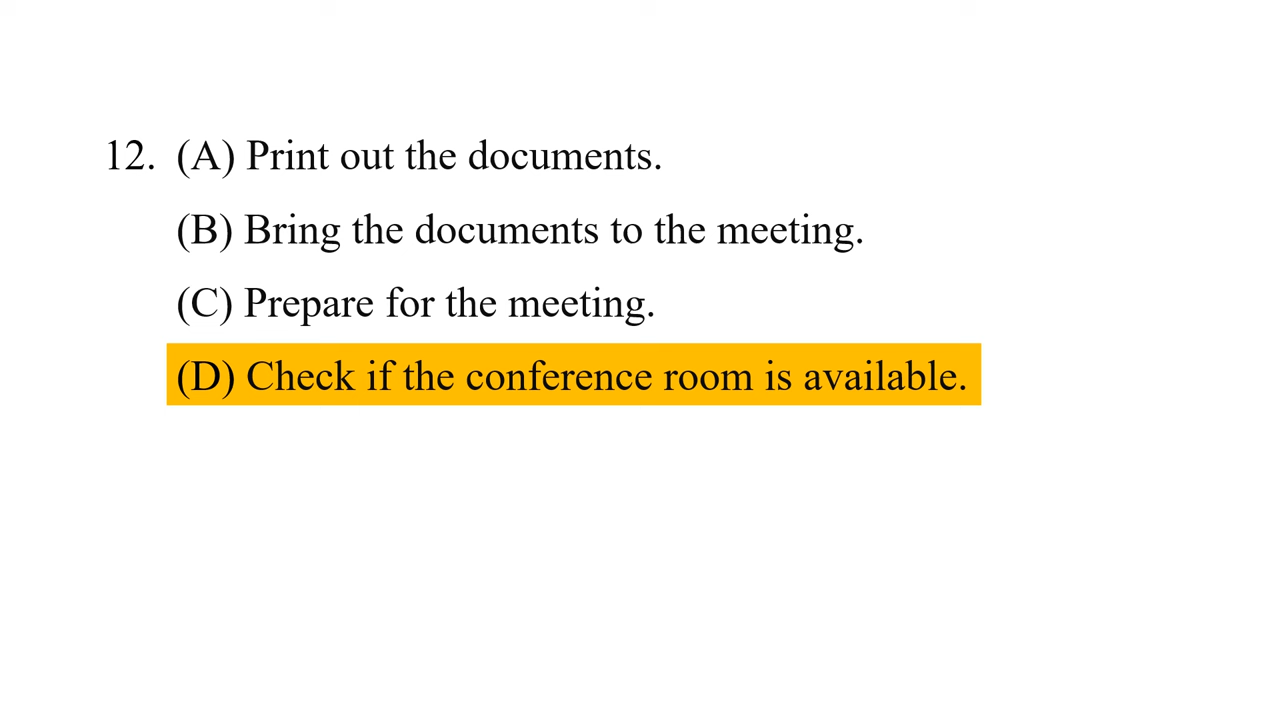 12. (A) Print out the documents.
(B) Bring the documents to the meeting.
(C) Prepare for the meeting.
(D) Check if the conference room is available.